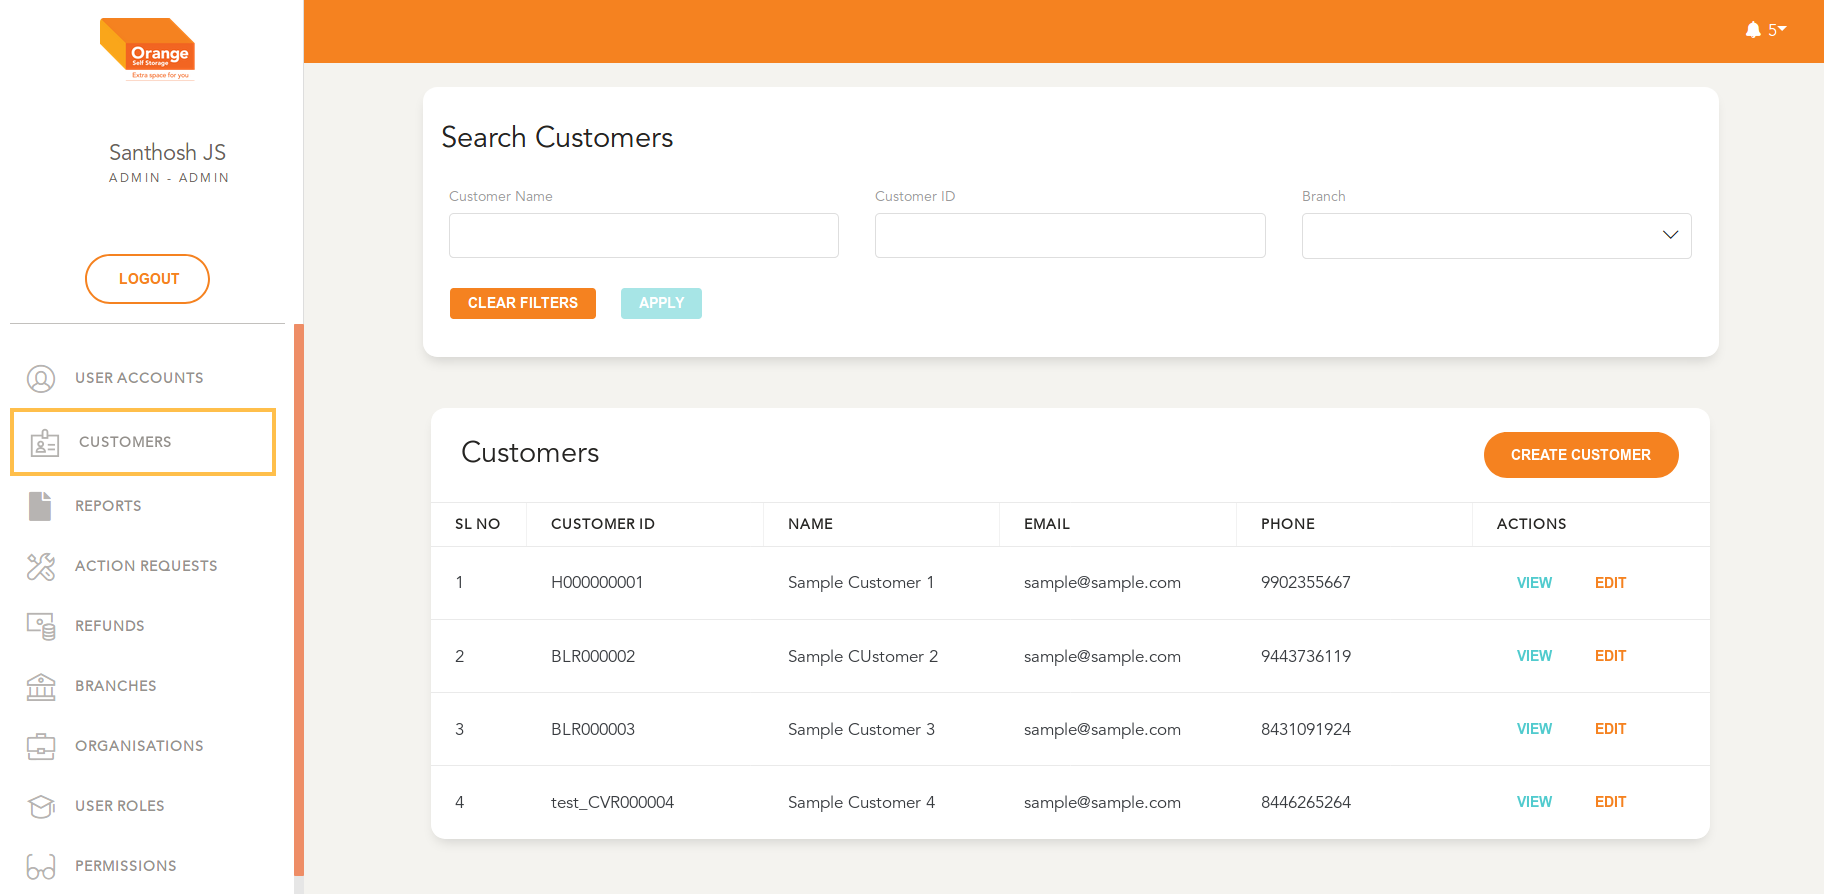 Orange
Self Storage
Extra space for you
Santhosh JS
ADMIN - ADMIN
LOGOUT
USER ACCOUNTS
CUSTOMERS
REPORTS
ACTION REQUESTS
REFUNDS
BRANCHES
ORGANISATIONS
USER ROLES
PERMISSIONS
5
Search Customers
Customer Name Customer ID Branch
CLEAR FILTERS APPLY
Customers CREATE CUSTOMER
SL NO CUSTOMER ID NAME EMAIL PHONE ACTIONS
1 H000000001 Sample Customer 1 sample@sample.com 9902355667 VIEW EDIT
2 BLR000002 Sample CUstomer 2 sample@sample.com 9443736119 VIEW EDIT
3 BLR000003 Sample Customer 3 sample@sample.com 8431091924 VIEW EDIT
4 test_CVR000004 Sample Customer 4 sample@sample.com 8446265264 VIEW EDIT